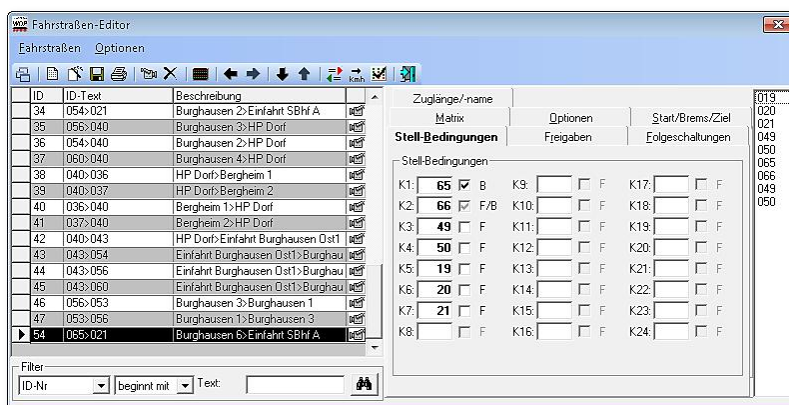 WDP Fahrstraßen-Editor
Fahrstraßen Optionen
kmh
ID ID-Text Beschreibung
34 054>021 Burghausen 2>Einfahrt SBhf A
35 056>040 Burghausen 3>HP Dorf
36 054>040 Burghausen 2>HP Dorf
37 060>040 Burghausen 4>HP Dorf
38 040>036 HP Dorf>Bergheim 1
39 040>037 HP Dorf>Bergheim 2
40 036>040 Bergheim 1>HP Dorf
41 037>040 Bergheim 2>HP Dorf
42 040>043 HP Dorf>Einfahrt Burghausen Ost1
43 043>054 Einfahrt Burghausen Ost1>Burghau
44 043>056 Einfahrt Burghausen Ost1>Burghau
45 043>060 Einfahrt Burghausen Ost1>Burghau
46 056>053 Burghausen 3>Burghausen 1
47 053>056 Burghausen 1>Burghausen 3
54 065>021 Burghausen 6>Einfahrt SBhf A
Filter
ID-Nr beginnt mit Text:
Zuglänge/-name
Matrix Optionen Start/Brems/Ziel
Stell-Bedingungen Freigaben Folgeschaltungen
Stell-Bedingungen
K1: 65 B K9: F K17: F
K2: 66 F/B K10: F K18: F
K3: 49 F K11: F K19: F
K4: 50 F K12: F K20: F
K5: 19 F K13: F K21: F
K6: 20 F K14: F K22: F
K7: 21 F K15: F K23: F
K8: F K16: F K24: F
019
020
021
049
050
065
066
049
050